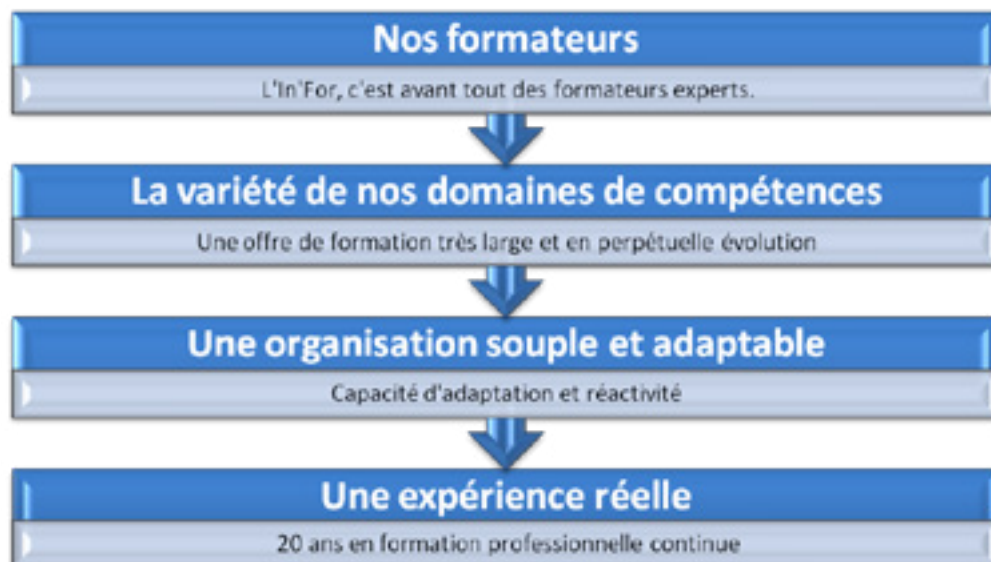 Nos formateurs
L'In'For, c'est avant tout des formateurs experts.
La variété de nos domaines de compétences
Une offre de formation très large et en perpétuelle évolution
Une organisation souple et adaptable
Capacité d'adaptation et réactivité
Une expérience réelle
20 ans en formation professionnelle continue